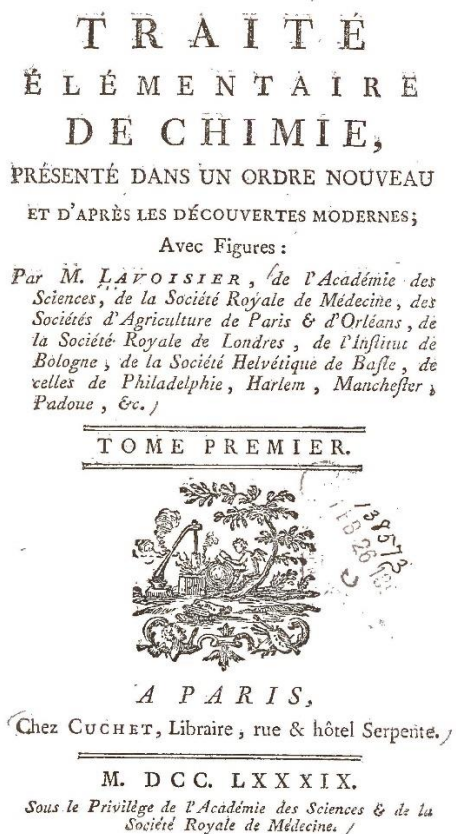 TRAITÉ
ÉLÉMENTAIRE
DE CHIMIE,
PRÉSENTÉ DANS UN ORDRE NOUVEAU
ET D'APRÈS LES DÉCOUVERTES MODERNES;
Avec Figures :
Par M. LAVOISIER, de l'Académie des
Sciences, de la Société Royale de Médecine, des
Sociétés d'Agriculture de Paris & d'Orléans, de
la Société Royale de Londres, de l'Inſtitut de
Bologne, de la Société Helvétique de Baſle, de
celles de Philadelphie, Harlem, Mancheſter,
Padoue, &c.
TOME PREMIER.
138573
FEB 26
A PARIS,
Chez CUCHET, Libraire, rue & hôtel Serpente.
M. DCC. LXXXIX.
Sous le Privilège de l'Académie des Sciences & de la
Société Royale de Médecine.